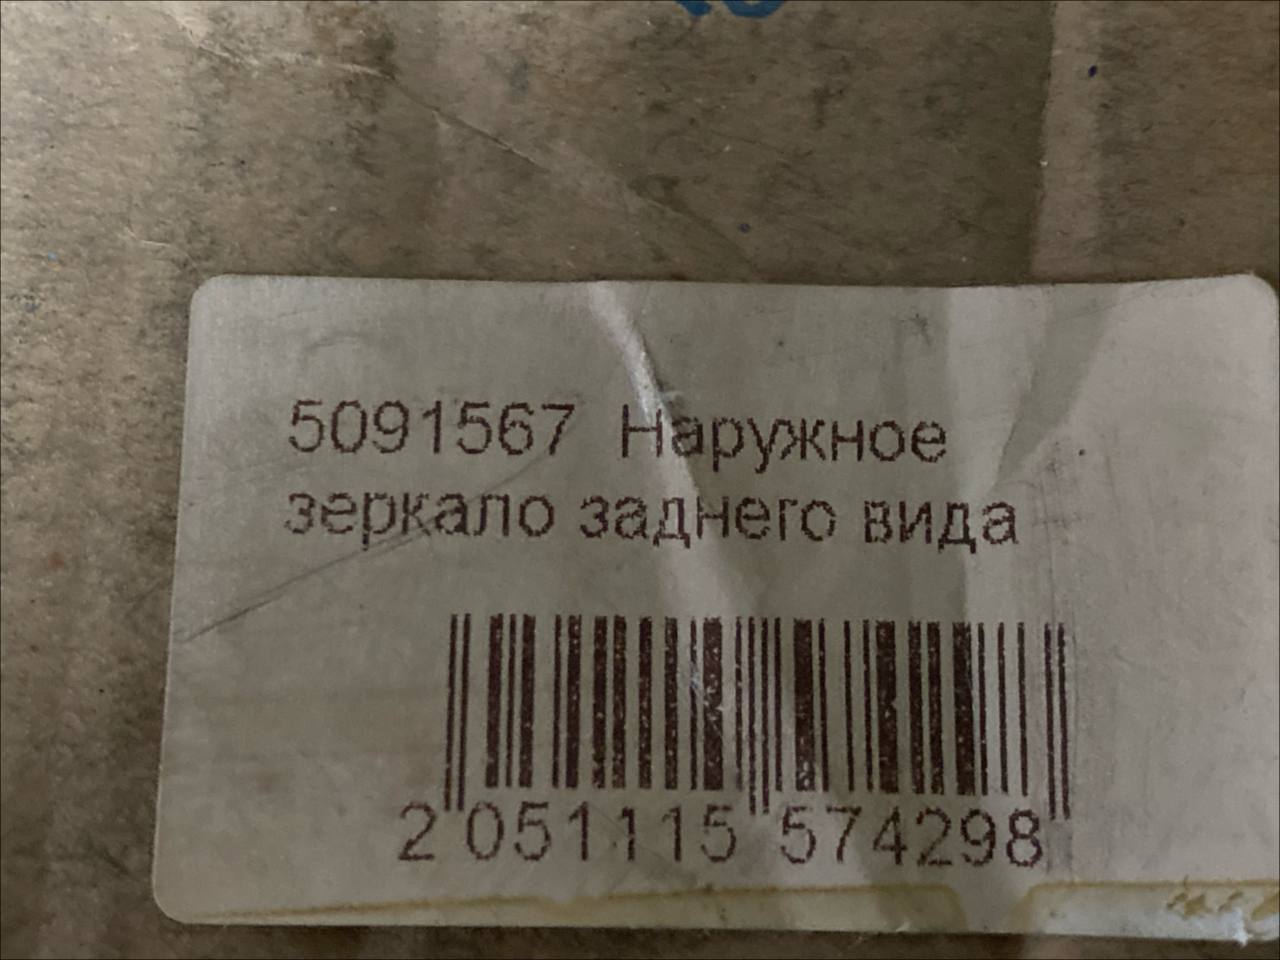 5091567 Наружное
зеркало заднего вида
2 051115 574298